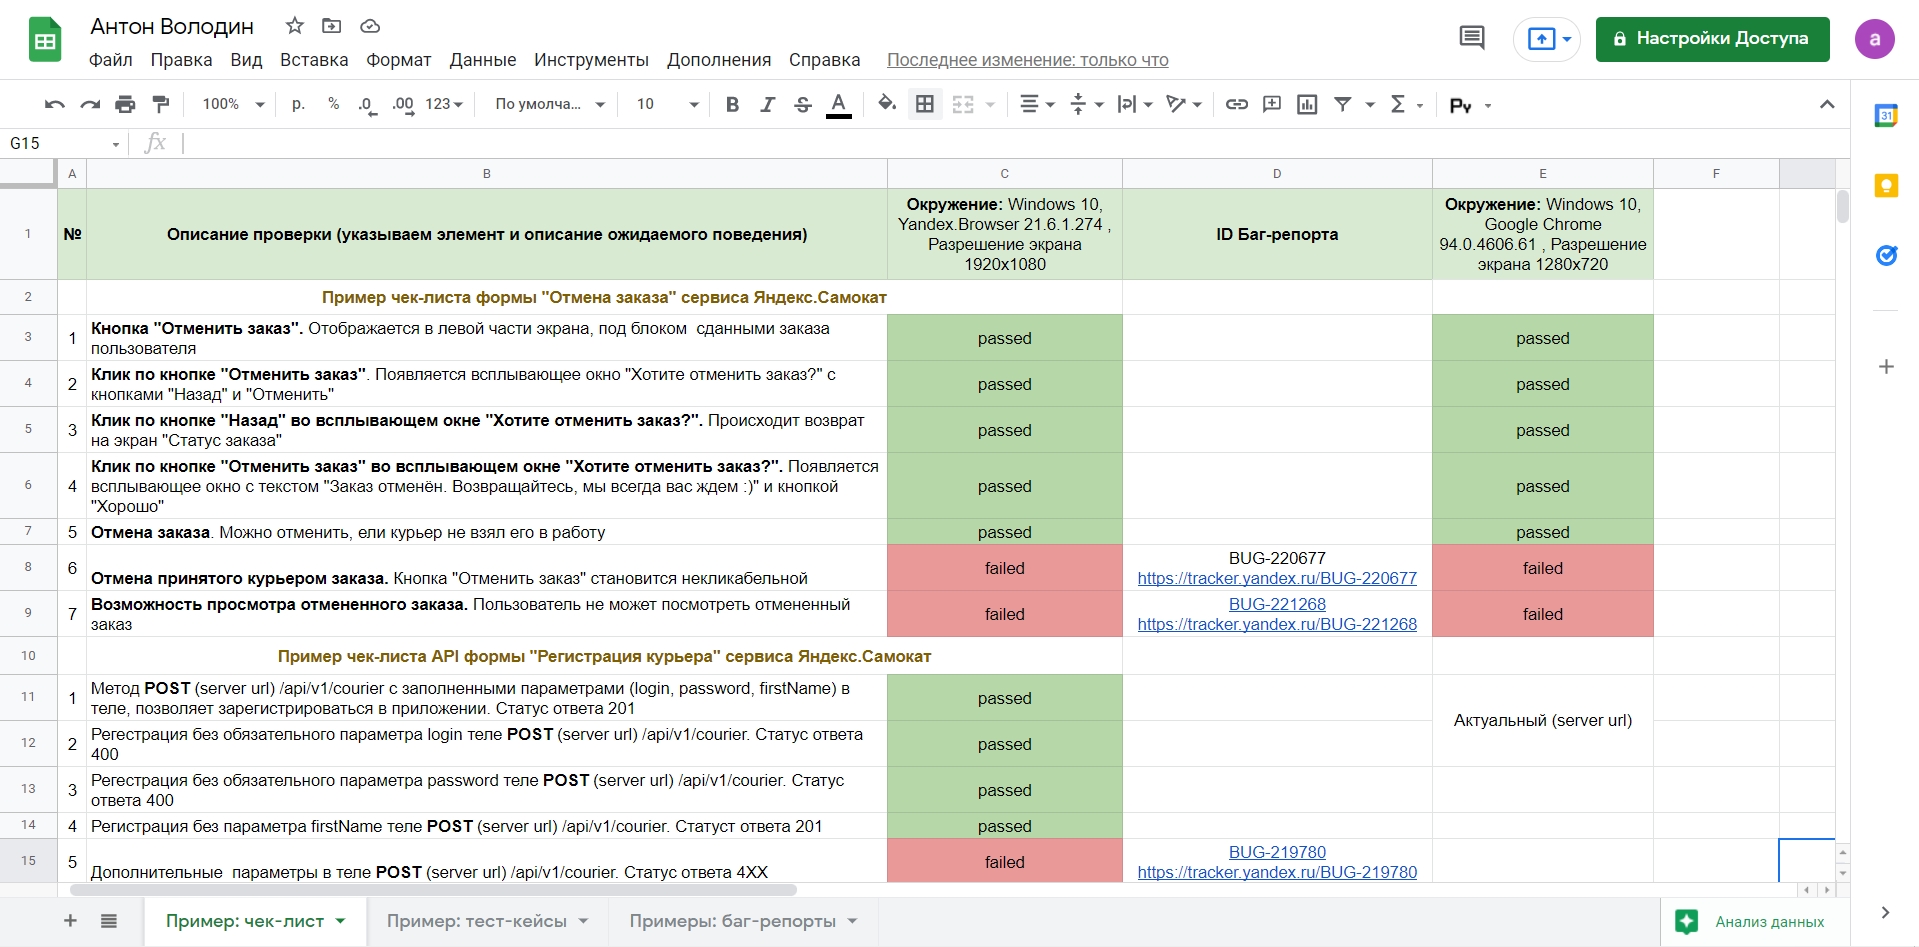 Антон Володин
Файл Правка Вид Вставка Формат Данные Инструменты Дополнения Справка Последнее изменение: только что
Настройки Доступа
a
100% р. % .0 .00 123 По умолча... 10 B I S A Σ Ру
31
G15 fx
A B C D E F
1 № Описание проверки (указываем элемент и описание ожидаемого поведения)
Окружение: Windows 10,
Yandex.Browser 21.6.1.274 ,
Разрешение экрана
1920x1080
ID Баг-репорта
Окружение: Windows 10,
Google Chrome
94.0.4606.61 , Разрешение
экрана 1280x720
2 Пример чек-листа формы "Отмена заказа" сервиса Яндекс.Самокат
3 1 Кнопка "Отменить заказ". Отображается в левой части экрана, под блоком сданными заказа
пользователя
passed passed
4 2 Клик по кнопке "Отменить заказ". Появляется всплывающее окно "Хотите отменить заказ?" с
кнопками "Назад" и "Отменить"
passed passed
5 3 Клик по кнопке "Назад" во всплывающем окне "Хотите отменить заказ?". Происходит возврат
на экран "Статус заказа"
passed passed
6 4 Клик по кнопке "Отменить заказ" во всплывающем окне "Хотите отменить заказ?". Появляется
всплывающее окно с текстом "Заказ отменён. Возвращайтесь, мы всегда вас ждем :)" и кнопкой
"Хорошо"
passed passed
7 5 Отмена заказа. Можно отменить, ели курьер не взял его в работу passed passed
8 6 Отмена принятого курьером заказа. Кнопка "Отменить заказ" становится некликабельной
failed
BUG-220677
https://tracker.yandex.ru/BUG-220677
failed
9 7 Возможность просмотра отмененного заказа. Пользователь не может посмотреть отмененный
заказ
failed
BUG-221268
https://tracker.yandex.ru/BUG-221268
failed
10 Пример чек-листа API формы "Регистрация курьера" сервиса Яндекс.Самокат
11 1 Метод POST (server url) /api/v1/courier с заполненными параметрами (login, password, firstName) в
теле, позволяет зарегистрироваться в приложении. Статус ответа 201
passed
Актуальный (server url)
12 2 Регестрация без обязательного параметра login теле POST (server url) /api/v1/courier. Статус ответа
400
passed
13 3 Регестрация без обязательного параметра password теле POST (server url) /api/v1/courier. Статус
ответа 400
passed
14 4 Регистрация без параметра firstName теле POST (server url) /api/v1/courier. Статуст ответа 201 passed
15 5 Дополнительные параметры в теле POST (server url) /api/v1/courier. Статус ответа 4XX
failed
BUG-219780
https://tracker.yandex.ru/BUG-219780
Пример: чек-лист Пример: тест-кейсы Примеры: баг-репорты Анализ данных